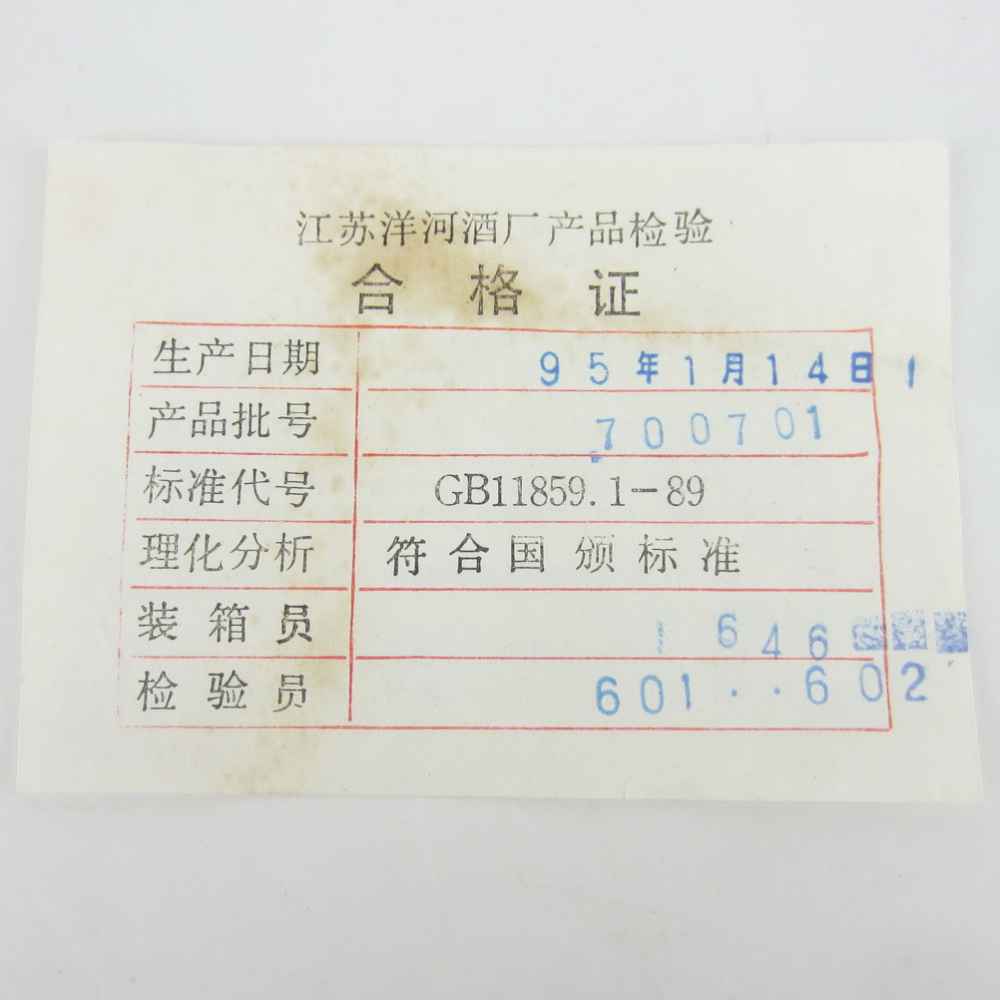 江苏洋河酒厂产品检验
合格证
生产日期 95年1月14日 1
产品批号 700701
标准代号 GB11859.1-89
理化分析 符合国颁标准
装箱员 646
检验员 601··602